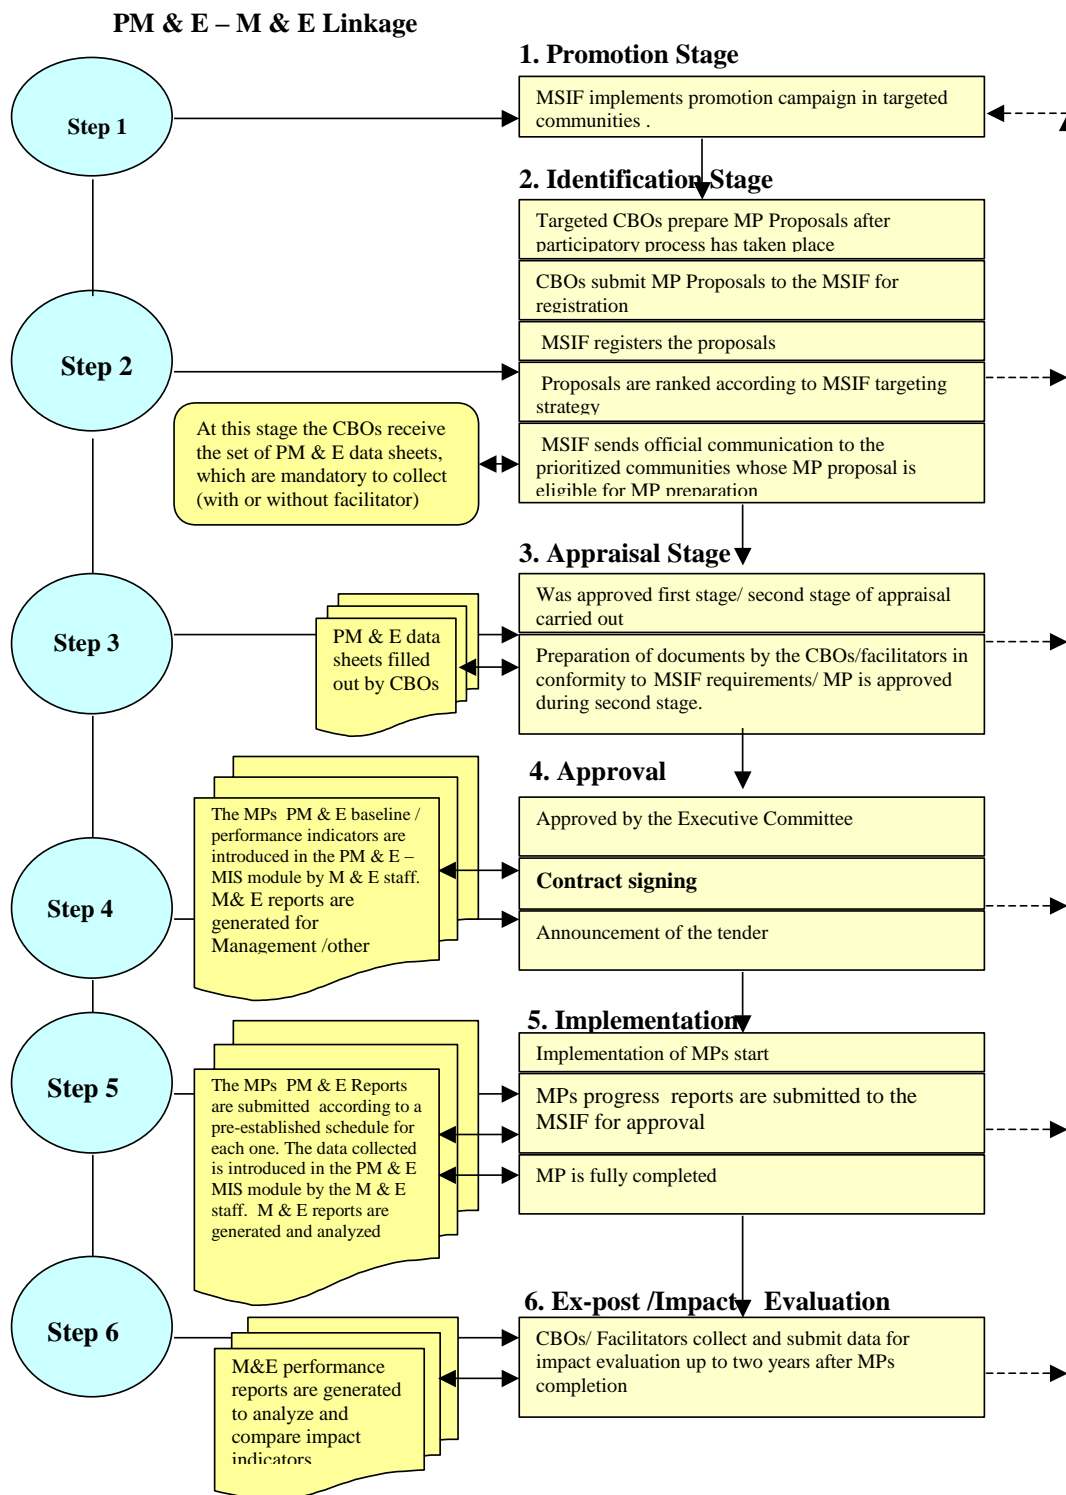 PM & E – M & E Linkage
1. Promotion Stage
Step 1
MSIF implements promotion campaign in targeted
communities .
2. Identification Stage
Targeted CBOs prepare MP Proposals after
participatory process has taken place
CBOs submit MP Proposals to the MSIF for
registration
Step 2
MSIF registers the proposals
Proposals are ranked according to MSIF targeting
strategy
At this stage the CBOs receive
the set of PM & E data sheets,
which are mandatory to collect
(with or without facilitator)
MSIF sends official communication to the
prioritized communities whose MP proposal is
eligible for MP preparation
3. Appraisal Stage
Step 3
Was approved first stage/ second stage of appraisal
carried out
PM & E data
sheets filled
out by CBOs
Preparation of documents by the CBOs/facilitators in
conformity to MSIF requirements/ MP is approved
during second stage.
4. Approval
Step 4
The MPs PM & E baseline /
performance indicators are
introduced in the PM & E –
MIS module by M & E staff.
M& E reports are
generated for
Management /other
Approved by the Executive Committee
Contract signing
Announcement of the tender
5. Implementation
Step 5
Implementation of MPs start
The MPs PM & E Reports
are submitted according to a
pre-established schedule for
each one. The data collected
is introduced in the PM & E
MIS module by the M & E
staff. M & E reports are
generated and analyzed
MPs progress reports are submitted to the
MSIF for approval
MP is fully completed
6. Ex-post /Impact Evaluation
Step 6
CBOs/ Facilitators collect and submit data for
impact evaluation up to two years after MPs
completion
M&E performance
reports are generated
to analyze and
compare impact
indicators